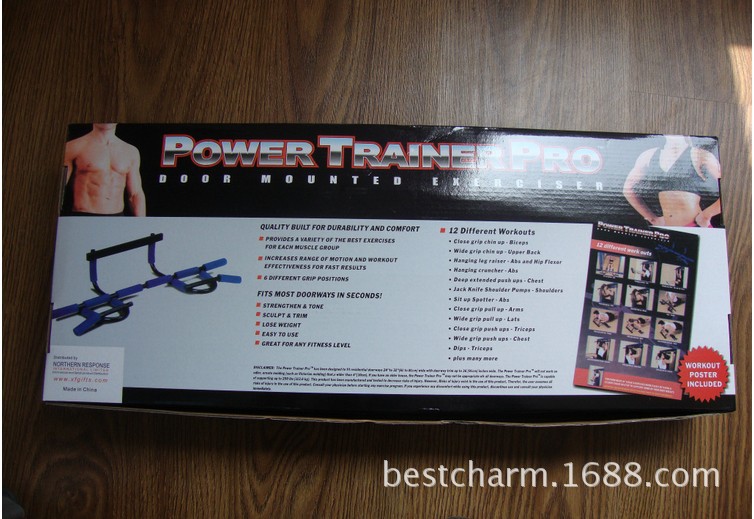 POWER TRAINER PRO
DOOR MOUNTED EXERCISER
QUALITY BUILT FOR DURABILITY AND COMFORT
PROVIDES A VARIETY OF THE BEST EXERCISES
FOR EACH MUSCLE GROUP
INCREASES RANGE OF MOTION AND WORKOUT
EFFECTIVENESS FOR FAST RESULTS
6 DIFFERENT GRIP POSITIONS
FITS MOST DOORWAYS IN SECONDS!
STRENGTHEN & TONE
SCULPT & TRIM
LOSE WEIGHT
EASY TO USE
GREAT FOR ANY FITNESS LEVEL
12 Different Workouts
• Close grip chin up - Biceps
• Wide grip chin up - Upper Back
• Hanging leg raiser - Abs and Hip Flexor
• Hanging cruncher - Abs
• Deep extended push ups - Chest
• Jack Knife Shoulder Pumps - Shoulders
• Sit up Spotter - Abs
• Close grip pull up - Arms
• Wide grip pull up - Lats
• Close grip push ups - Triceps
• Wide grip push ups - Chest
• Dips - Triceps
• plus many more
POWER TRAINER PRO
12 different work outs
WORKOUT
POSTER
INCLUDED
Distributed by
NORTHERN RESPONSE
INTERNATIONAL LIMITED
www.xfgifts.com
Made in China
bestcharm.1688.com